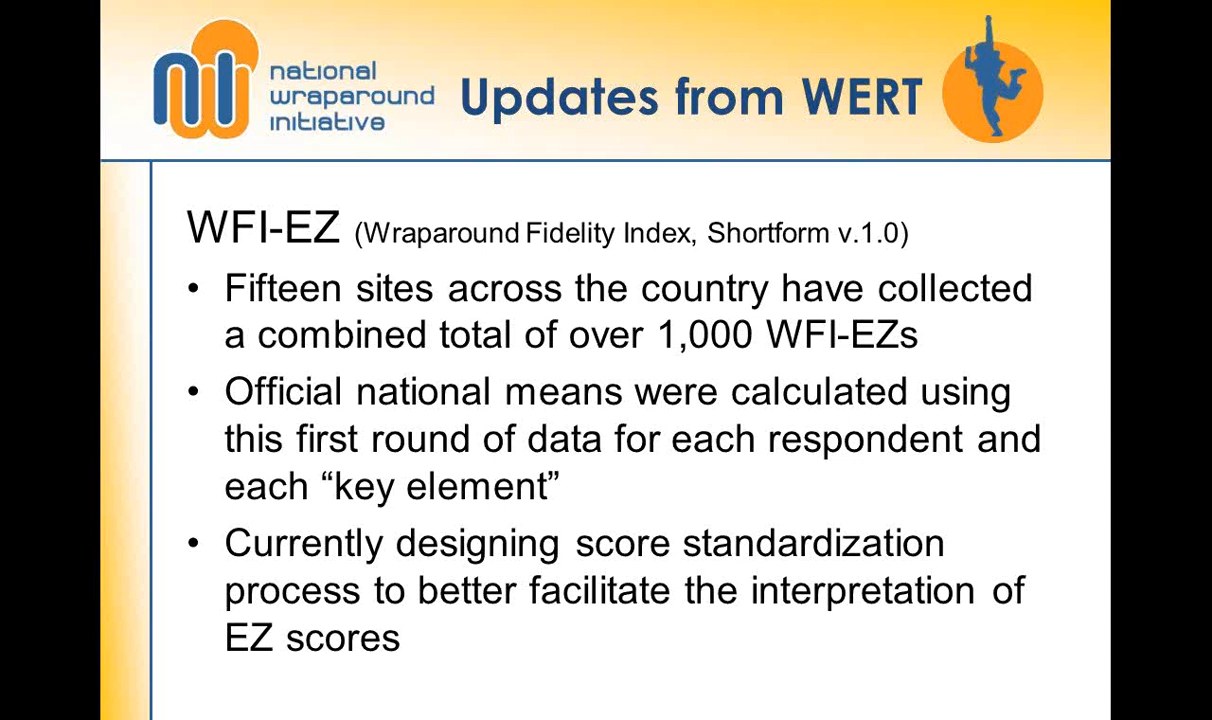 national
wraparound
initiative
Updates from WERT
WFI-EZ (Wraparound Fidelity Index, Shortform v.1.0)
• Fifteen sites across the country have collected
a combined total of over 1,000 WFI-EZs
• Official national means were calculated using
this first round of data for each respondent and
each “key element”
• Currently designing score standardization
process to better facilitate the interpretation of
EZ scores